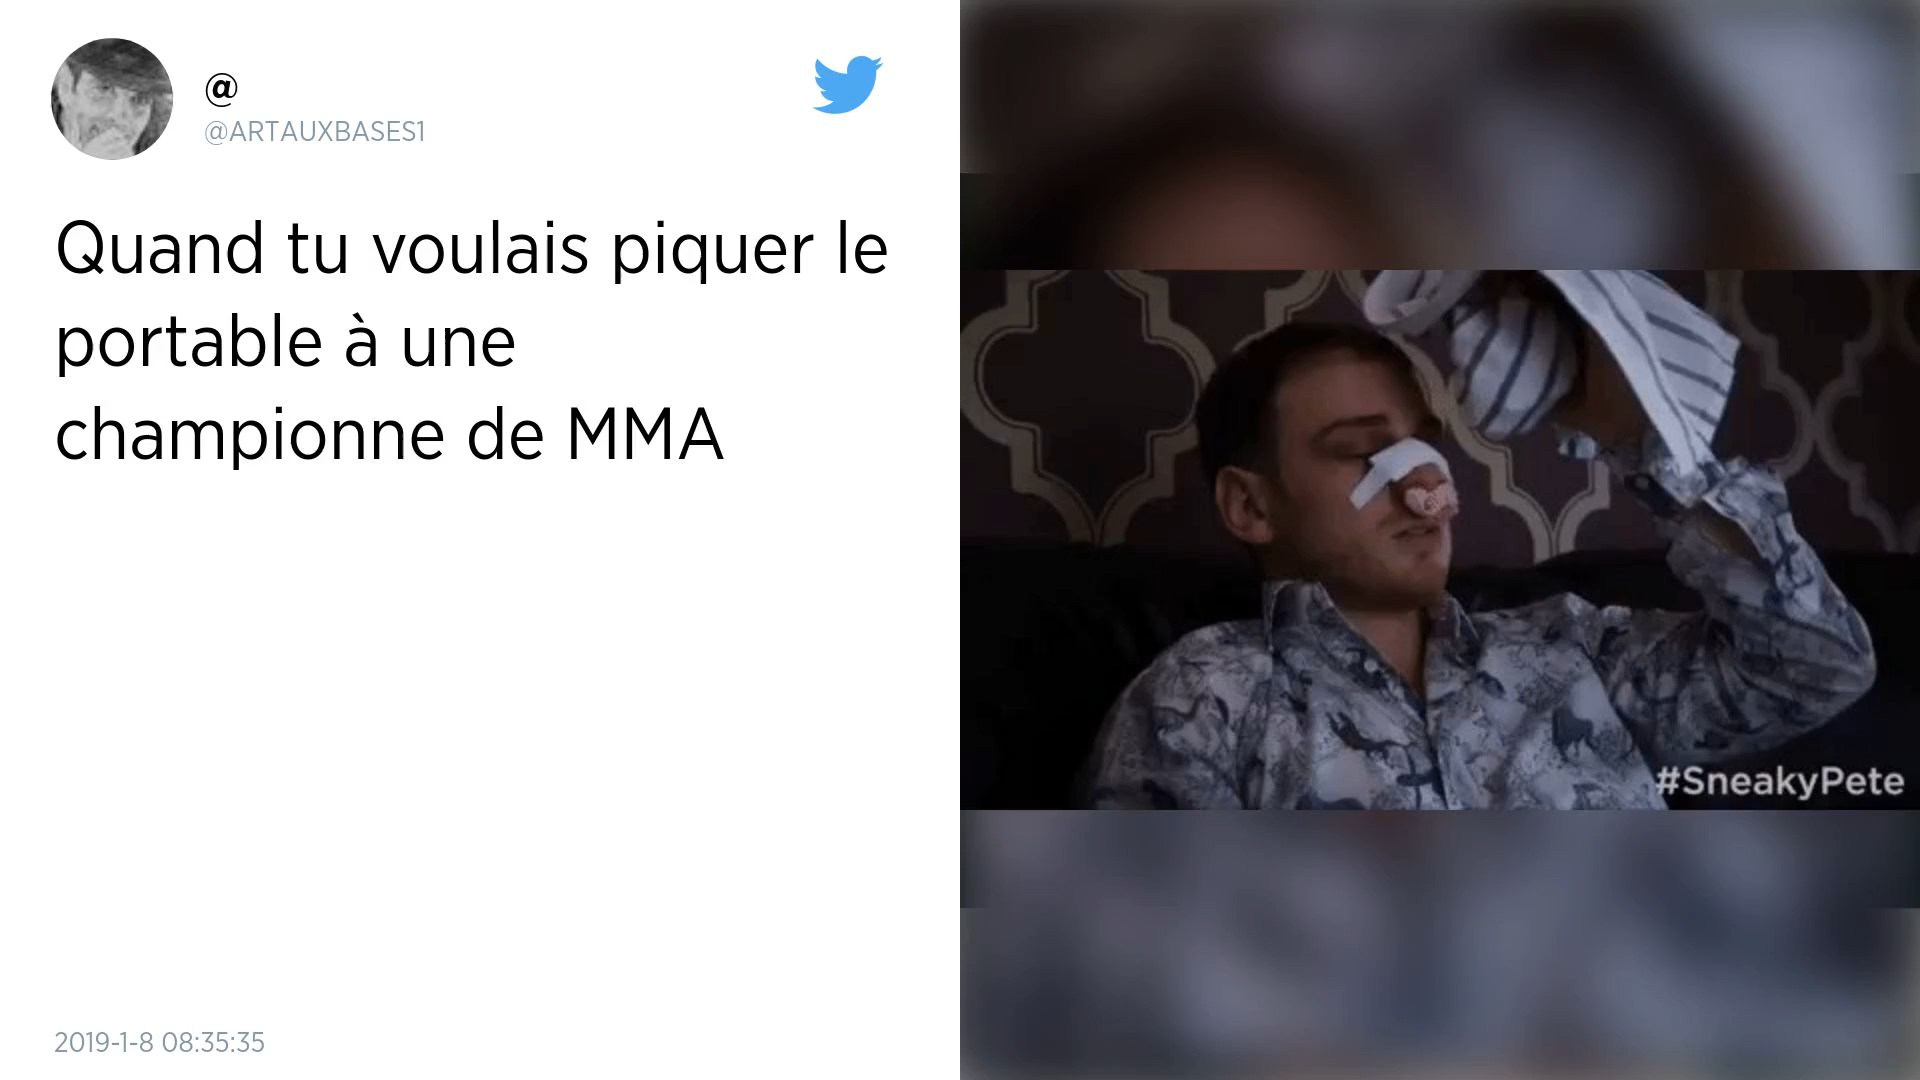 @
@ARTAUXBASES1
Quand tu voulais piquer le
portable à une
championne de MMA
#SneakyPete
2019-1-8 08:35:35